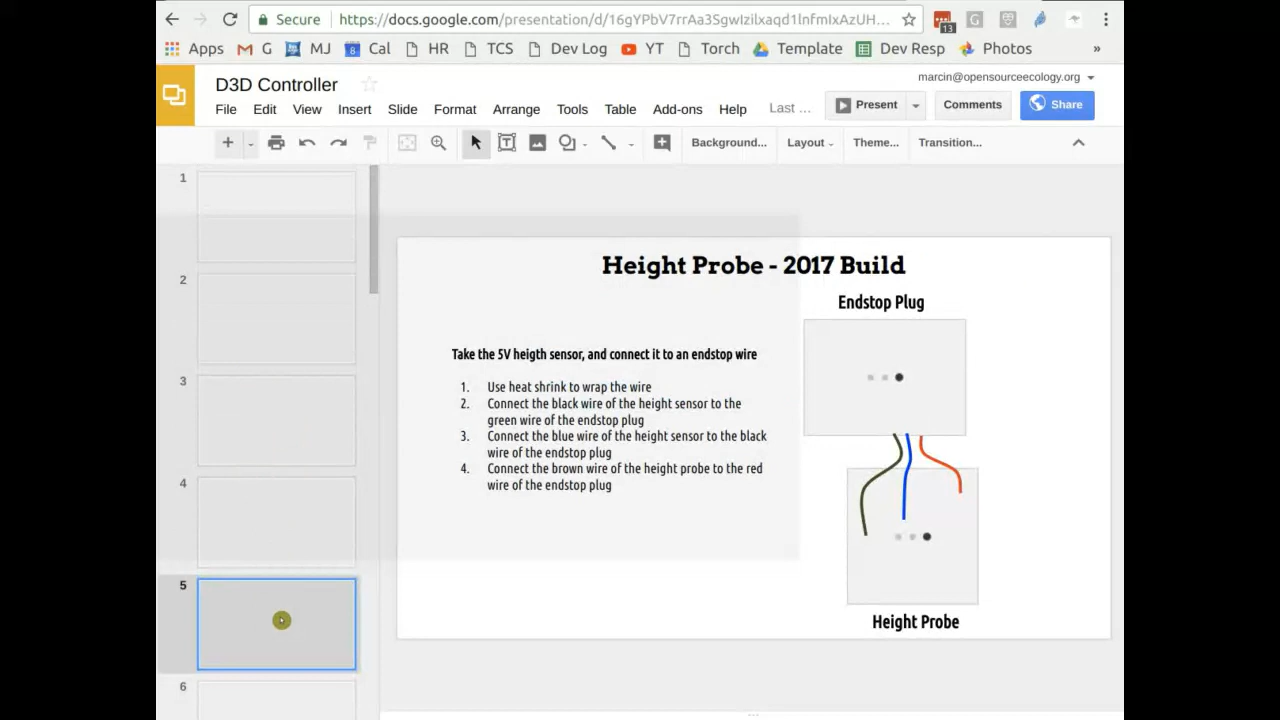 Secure https://docs.google.com/presentation/d/16gYPbV7rrAa3SgwIzilxaqd1lnfmIxAzUH...
13
G
Apps G MJ 8 Cal HR TCS Dev Log YT Torch Template Dev Resp Photos »
D3D Controller
marcin@opensourceecology.org
File Edit View Insert Slide Format Arrange Tools Table Add-ons Help Last ...
Present Comments Share
Background... Layout Theme... Transition...
1
2
3
4
5
6
Height Probe - 2017 Build
Endstop Plug
Take the 5V heigth sensor, and connect it to an endstop wire
1. Use heat shrink to wrap the wire
2. Connect the black wire of the height sensor to the
green wire of the endstop plug
3. Connect the blue wire of the height sensor to the black
wire of the endstop plug
4. Connect the brown wire of the height probe to the red
wire of the endstop plug
Height Probe